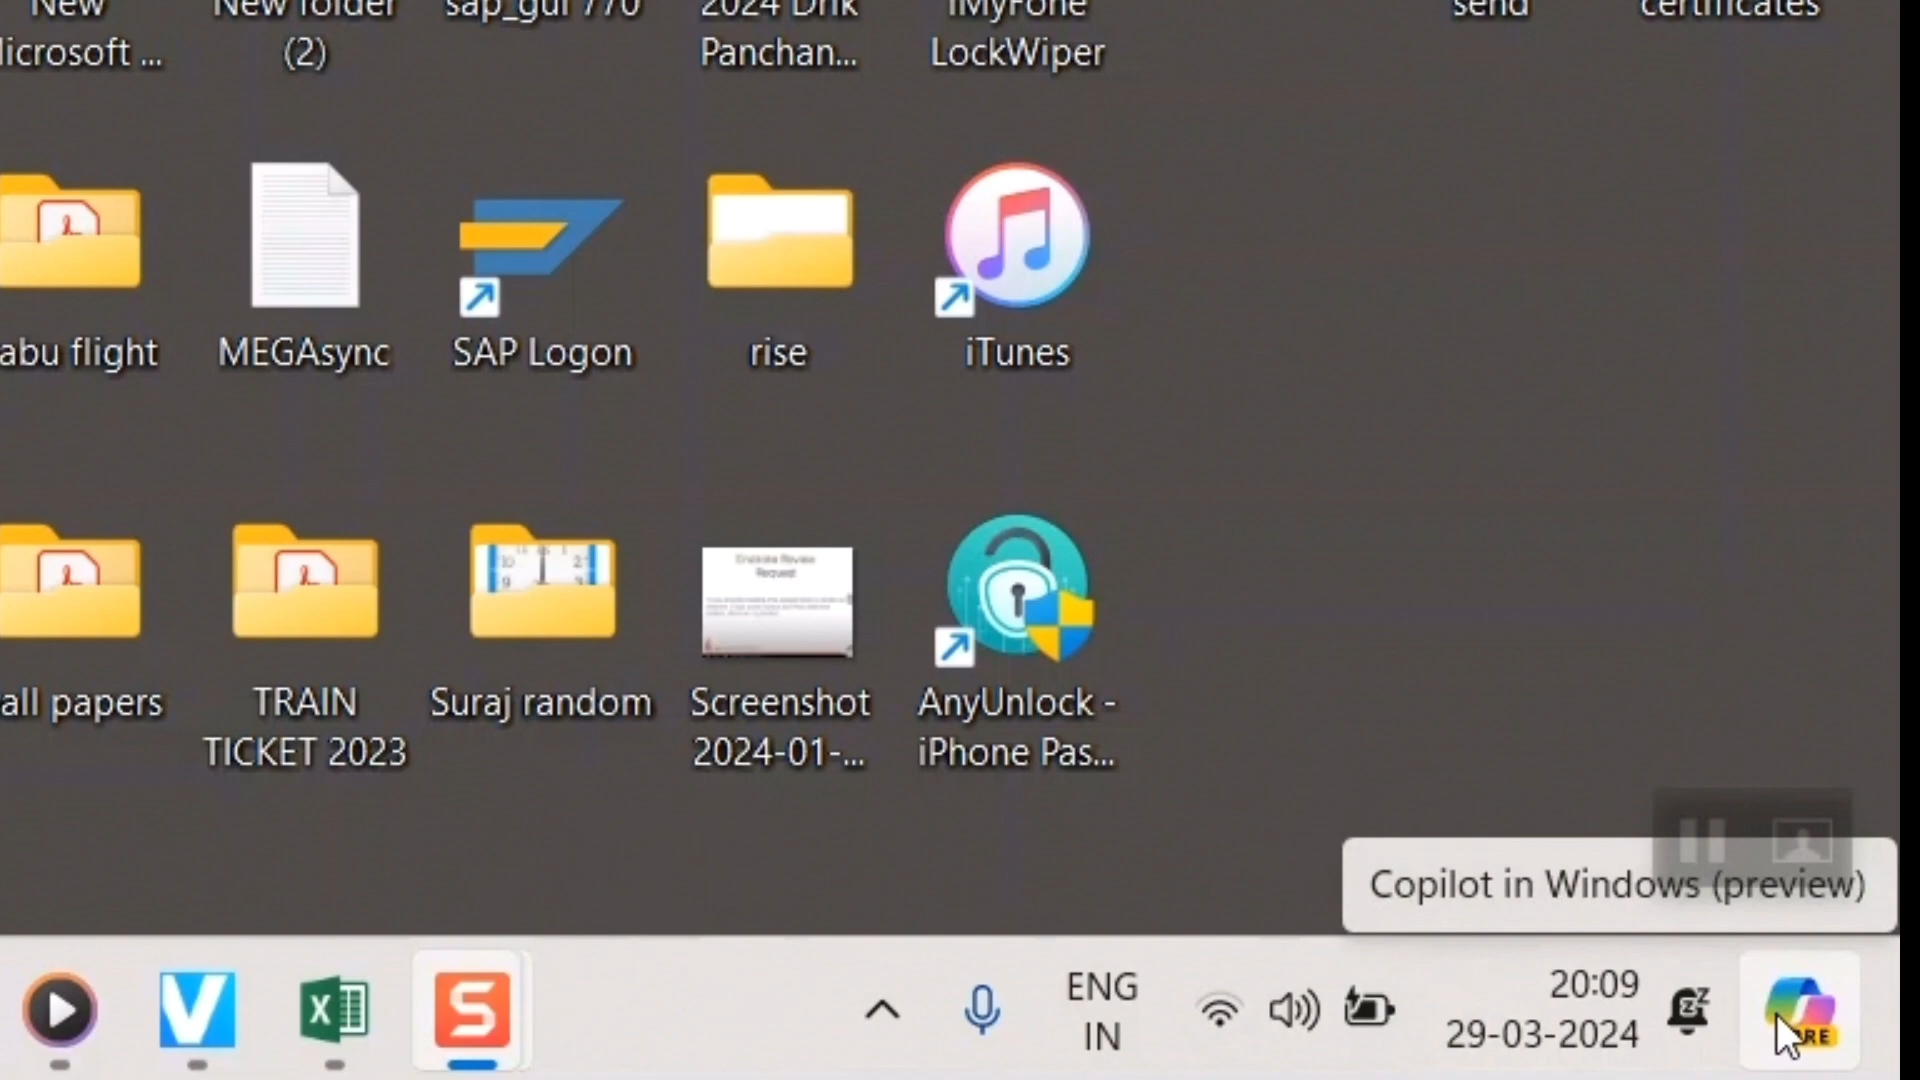 New
icrosoft ...
New folder
(2)
sap_gui 770
2024 Drik
Panchan...
iMyFone
LockWiper
send
certificates
abu flight
MEGAsync
SAP Logon
rise
iTunes
all papers
TRAIN
TICKET 2023
Suraj random
Screenshot
2024-01-...
AnyUnlock -
iPhone Pas...
Copilot in Windows (preview)
ENG
IN
20:09
29-03-2024